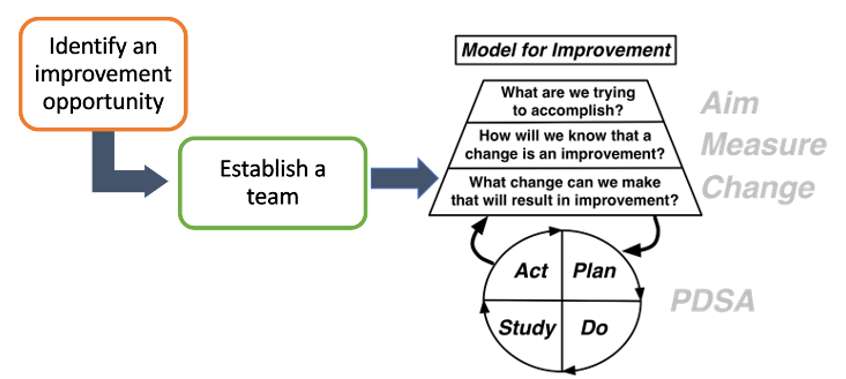 Identify an
improvement
opportunity
Establish a
team
Model for Improvement
What are we trying
to accomplish?
How will we know that a
change is an improvement?
What change can we make
that will result in improvement?
Aim
Measure
Change
Act
Plan
Study
Do
PDSA